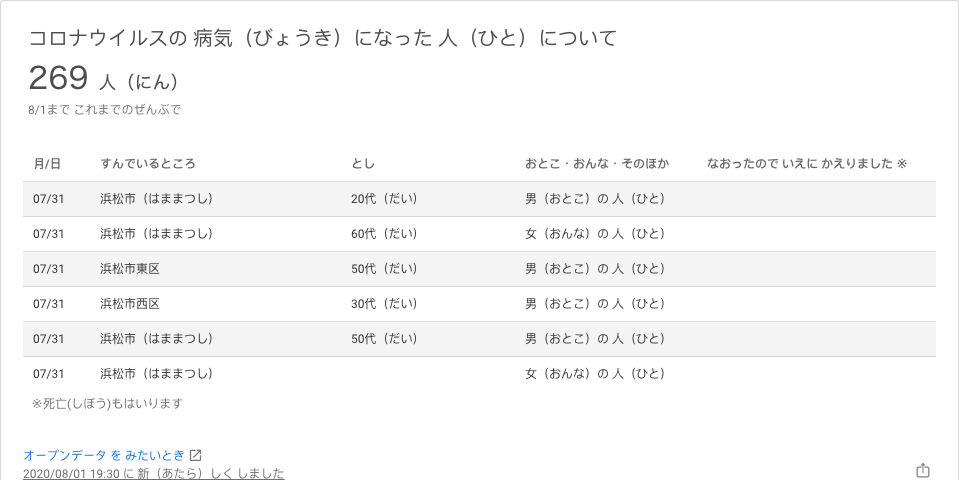 コロナウイルスの 病気（びょうき）になった 人（ひと）について
269 人（にん）
8/1まで これまでのぜんぶで
月/日 すんでいるところ とし おとこ・おんな・そのほか なおったので いえに かえりました ※
07/31 浜松市（はままつし） 20代（だい） 男（おとこ）の 人（ひと）
07/31 浜松市（はままつし） 60代（だい） 女（おんな）の 人（ひと）
07/31 浜松市東区 50代（だい） 男（おとこ）の 人（ひと）
07/31 浜松市西区 30代（だい） 男（おとこ）の 人（ひと）
07/31 浜松市（はままつし） 50代（だい） 男（おとこ）の 人（ひと）
07/31 浜松市（はままつし） 女（おんな）の 人（ひと）
※死亡(しぼう)もはいります
オープンデータ を みたいとき
2020/08/01 19:30 に 新（あたら）しく しました